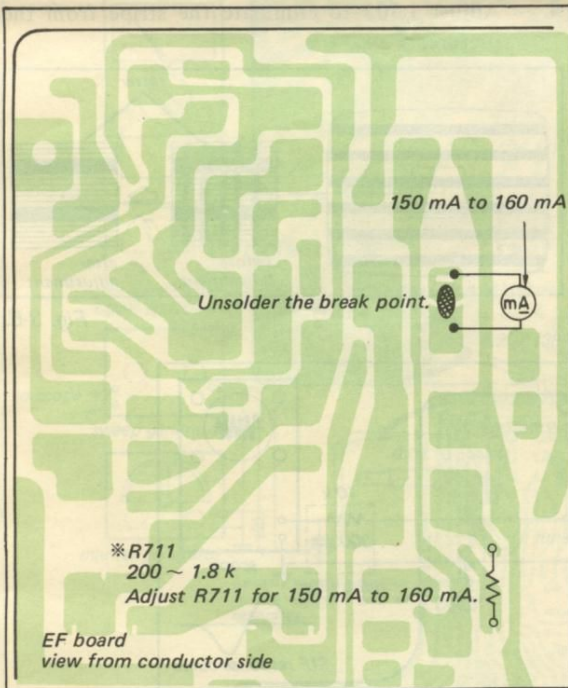 150 mA to 160 mA
Unsolder the break point.
mA
※R711
200 ~ 1.8 k
Adjust R711 for 150 mA to 160 mA.
EF board
view from conductor side